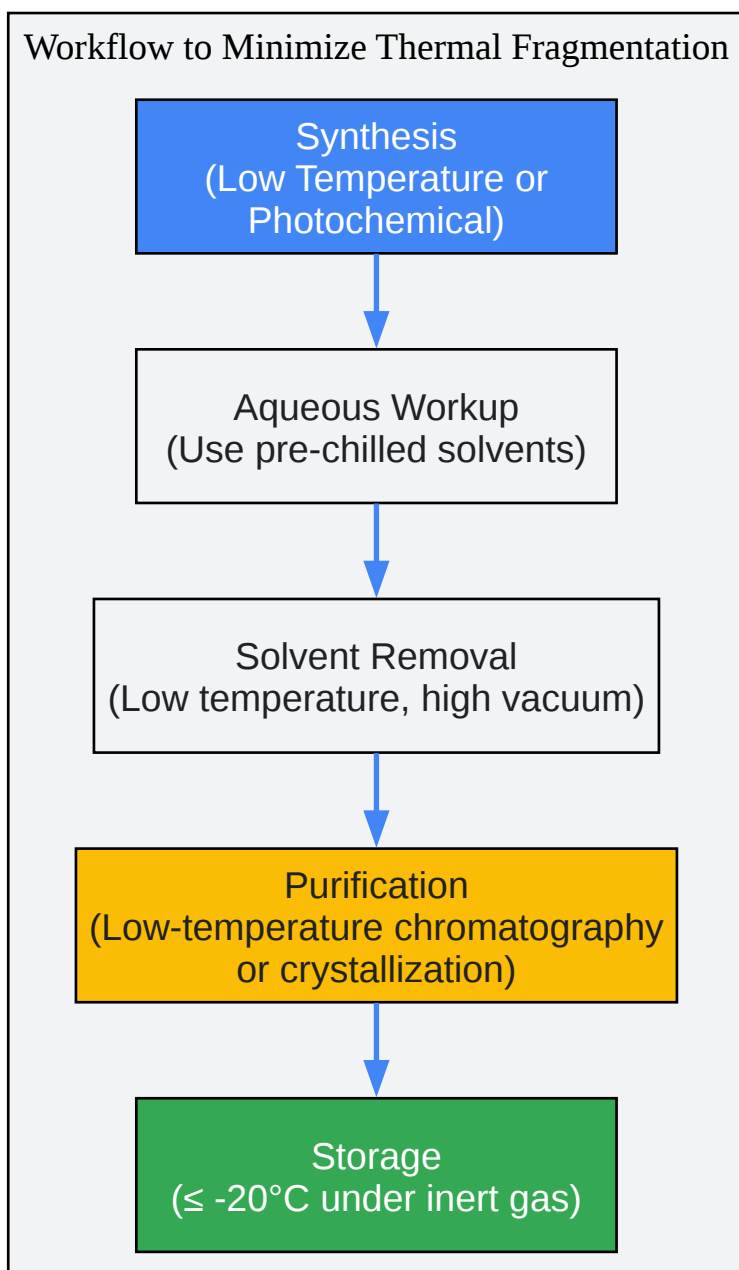 Workflow to Minimize Thermal Fragmentation
Synthesis
(Low Temperature or
Photochemical)
Aqueous Workup
(Use pre-chilled solvents)
Solvent Removal
(Low temperature, high vacuum)
Purification
(Low-temperature chromatography
or crystallization)
Storage
(≤ -20°C under inert gas)